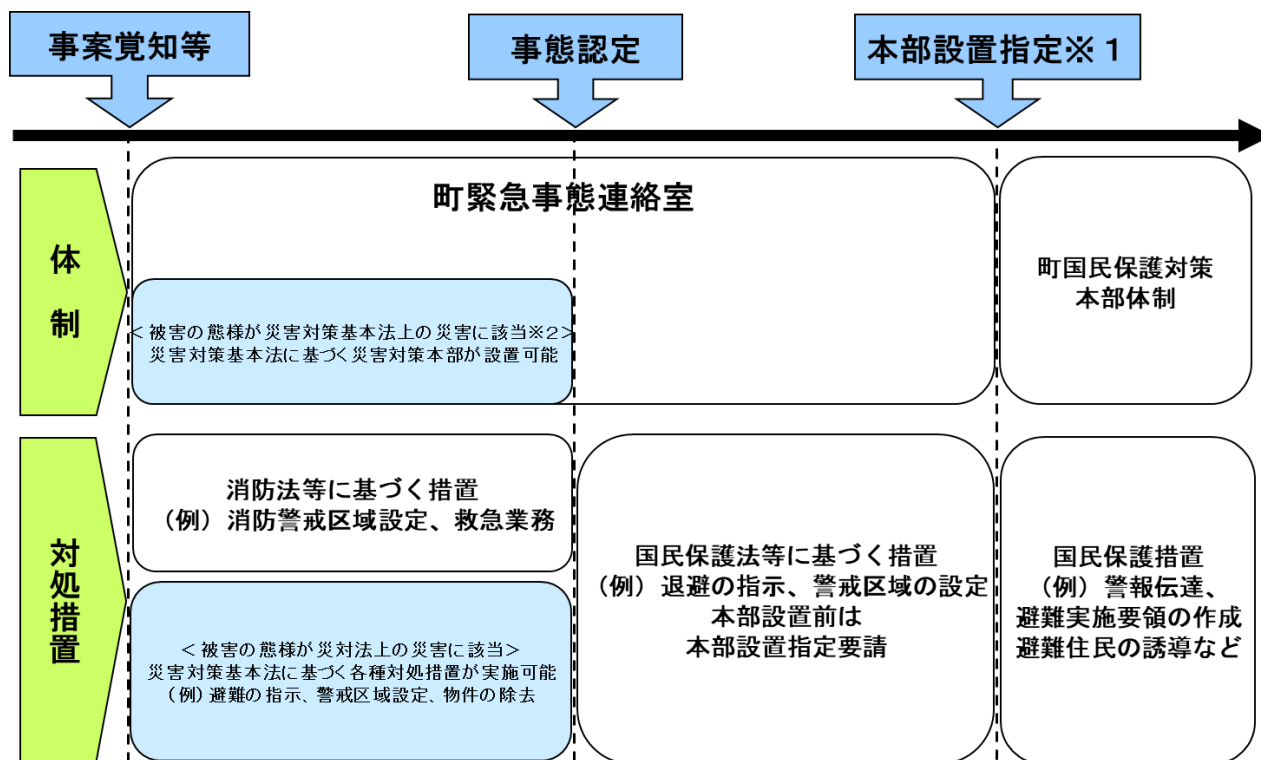 事案覚知等
事態認定
本部設置指定※１
体制
町緊急事態連絡室
＜被害の態様が災害対策基本法上の災害に該当※2＞
災害対策基本法に基づく災害対策本部が設置可能
町国民保護対策
本部体制
対処措置
消防法等に基づく措置
（例）消防警戒区域設定、救急業務
＜被害の態様が災対法上の災害に該当＞
災害対策基本法に基づく各種対処措置が実施可能
（例）避難の指示、警戒区域設定、物件の除去
国民保護法等に基づく措置
（例）退避の指示、警戒区域の設定
本部設置前は
本部設置指定要請
国民保護措置
（例）警報伝達、
避難実施要領の作成
避難住民の誘導など